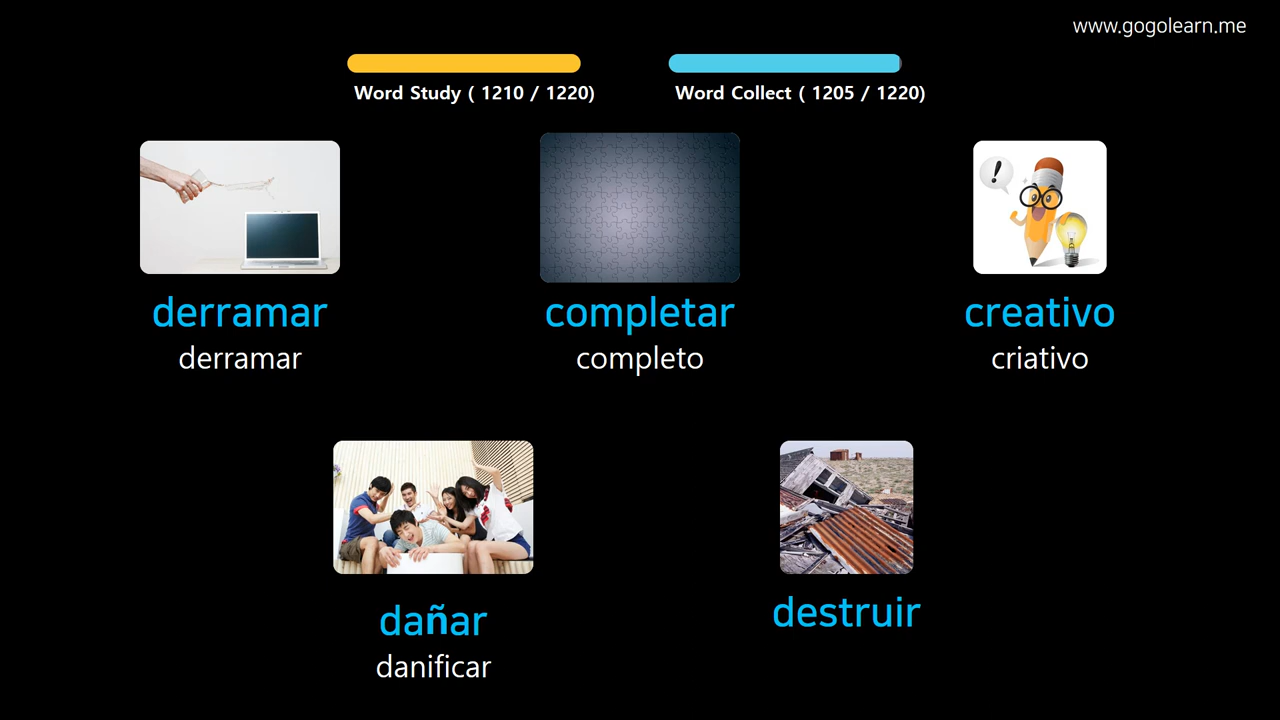 www.gogolearn.me
Word Study ( 1210 / 1220)
Word Collect ( 1205 / 1220)
derramar
derramar
completar
completo
creativo
criativo
dañar
danificar
destruir